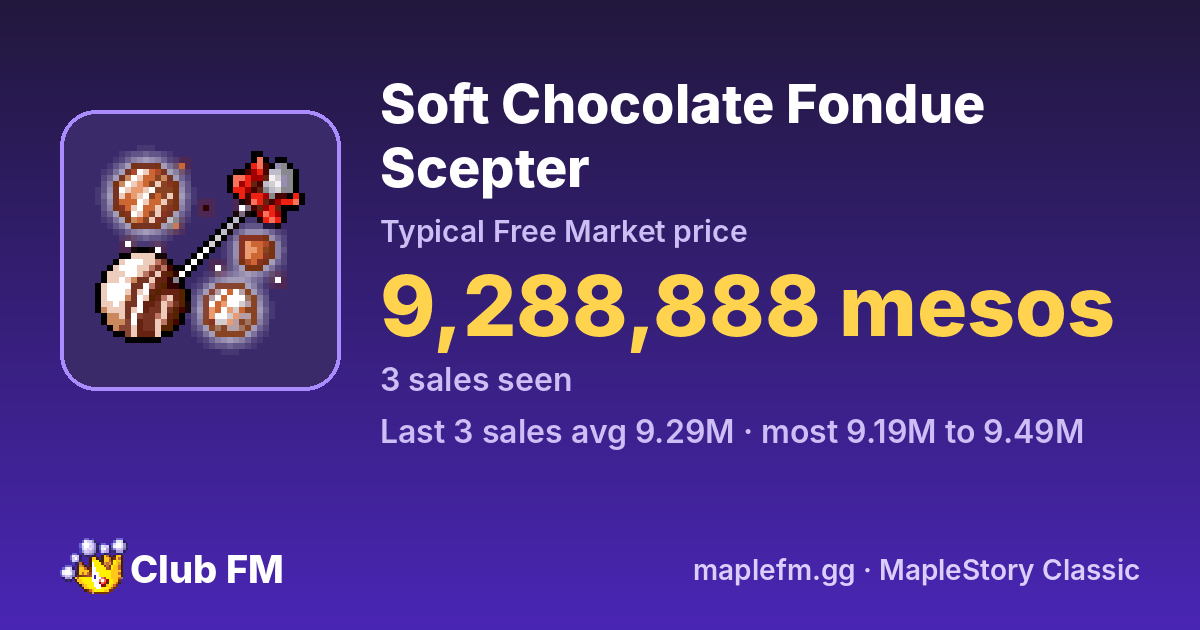 Soft Chocolate Fondue
Scepter
Typical Free Market price
9,288,888 mesos
3 sales seen
Last 3 sales avg 9.29M · most 9.19M to 9.49M
Club FM
maplefm.gg · MapleStory Classic